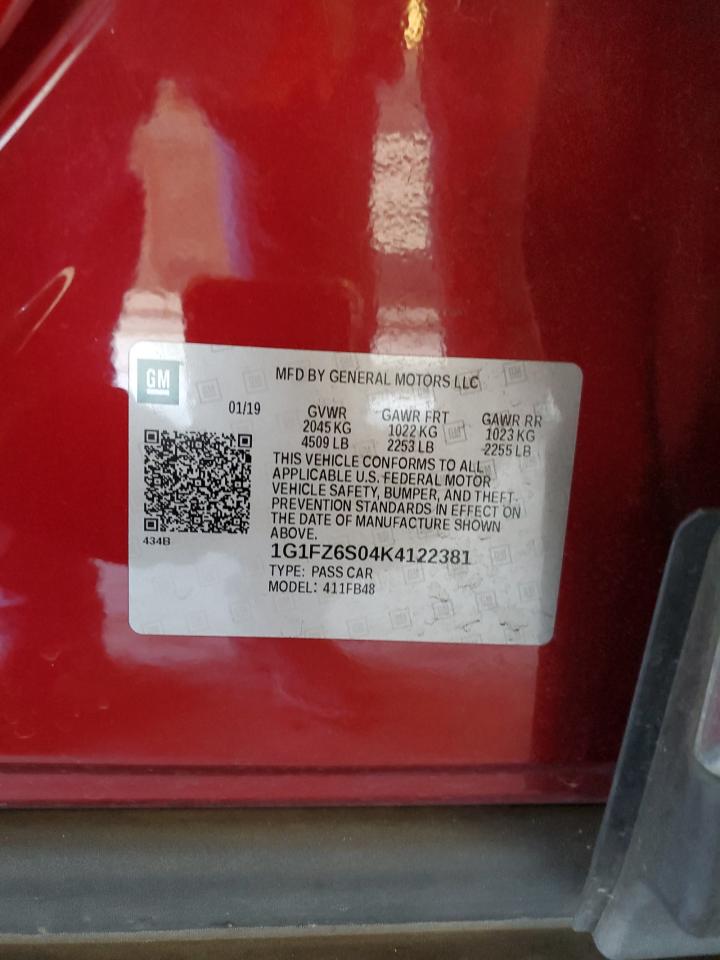 GM
MFD BY GENERAL MOTORS LLC
01/19 GVWR GAWR FRT GAWR RR
2045 KG 1022 KG 1023 KG
4509 LB 2253 LB 2255 LB
THIS VEHICLE CONFORMS TO ALL
APPLICABLE U.S. FEDERAL MOTOR
VEHICLE SAFETY, BUMPER, AND THEFT
PREVENTION STANDARDS IN EFFECT ON
THE DATE OF MANUFACTURE SHOWN
ABOVE.
434B
1G1FZ6S04K4122381
TYPE: PASS CAR
MODEL: 411FB48